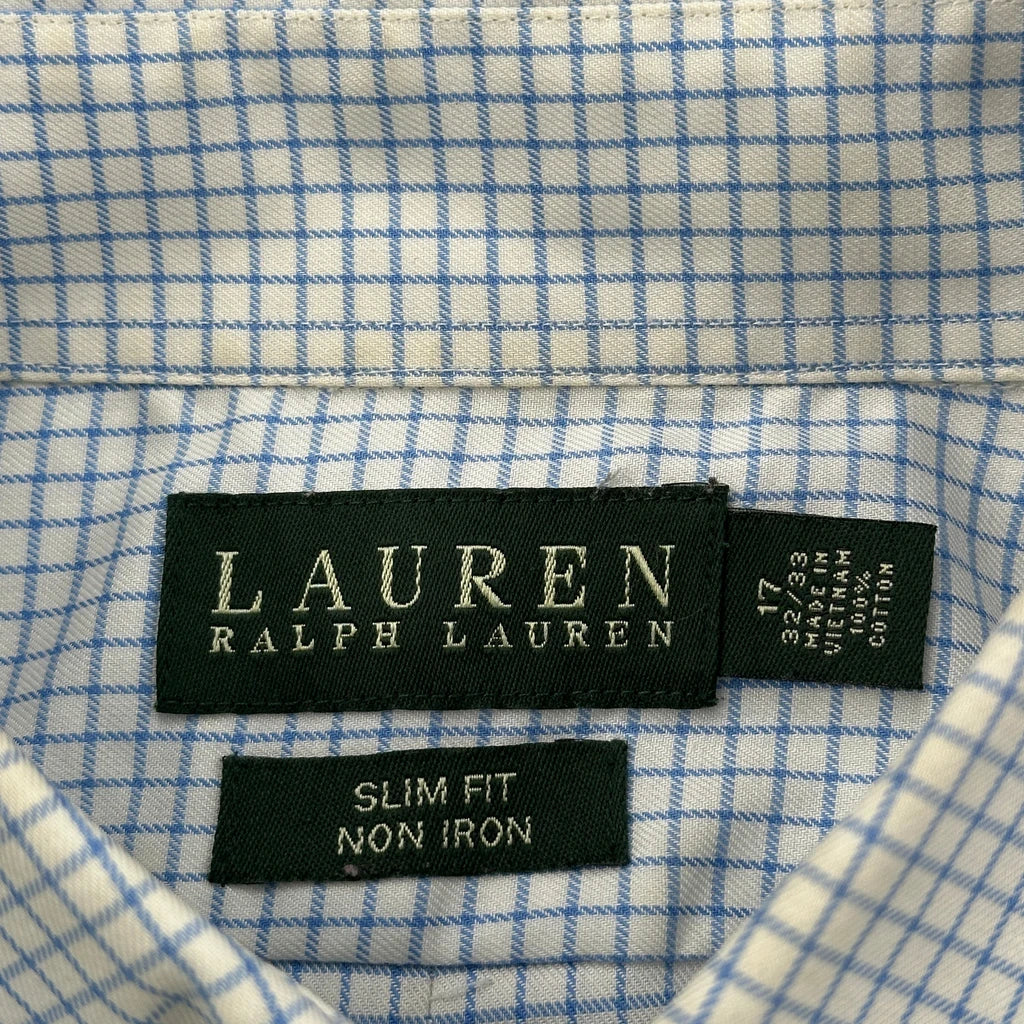 LAUREN
RALPH LAUREN
17
32/33
MADE IN
VIETNAM
100%
COTTON
SLIM FIT
NON IRON